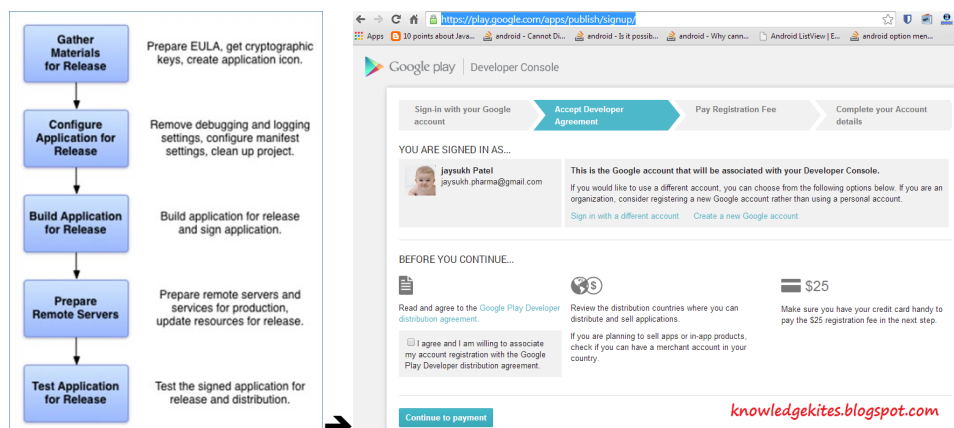 Gather
Materials
for Release
Prepare EULA, get cryptographic
keys, create application icon.
Configure
Application for
Release
Remove debugging and logging
settings, configure manifest
settings, clean up project.
Build Application
for Release
Build application for release
and sign application.
Prepare
Remote Servers
Prepare remote servers and
services for production,
update resources for release.
Test Application
for Release
Test the signed application for
release and distribution.
https://play.google.com/apps/publish/signup/
Apps
10 points about Java...
android - Cannot Di...
android - Is it possib...
android - Why cann...
Android ListView | E...
android option men...
Google play | Developer Console
Sign-in with your Google
account
Accept Developer
Agreement
Pay Registration Fee
Complete your Account
details
YOU ARE SIGNED IN AS...
jaysukh Patel
jaysukh.pharma@gmail.com
This is the Google account that will be associated with your Developer Console.
If you would like to use a different account, you can choose from the following options below. If you are an
organization, consider registering a new Google account rather than using a personal account.
Sign in with a different account
Create a new Google account
BEFORE YOU CONTINUE...
Read and agree to the Google Play Developer
distribution agreement.
I agree and I am willing to associate
my account registration with the Google
Play Developer distribution agreement.
$
Review the distribution countries where you can
distribute and sell applications.
If you are planning to sell apps or in-app products,
check if you can have a merchant account in your
country.
$25
Make sure you have your credit card handy to
pay the $25 registration fee in the next step.
Continue to payment
knowledgekites.blogspot.com